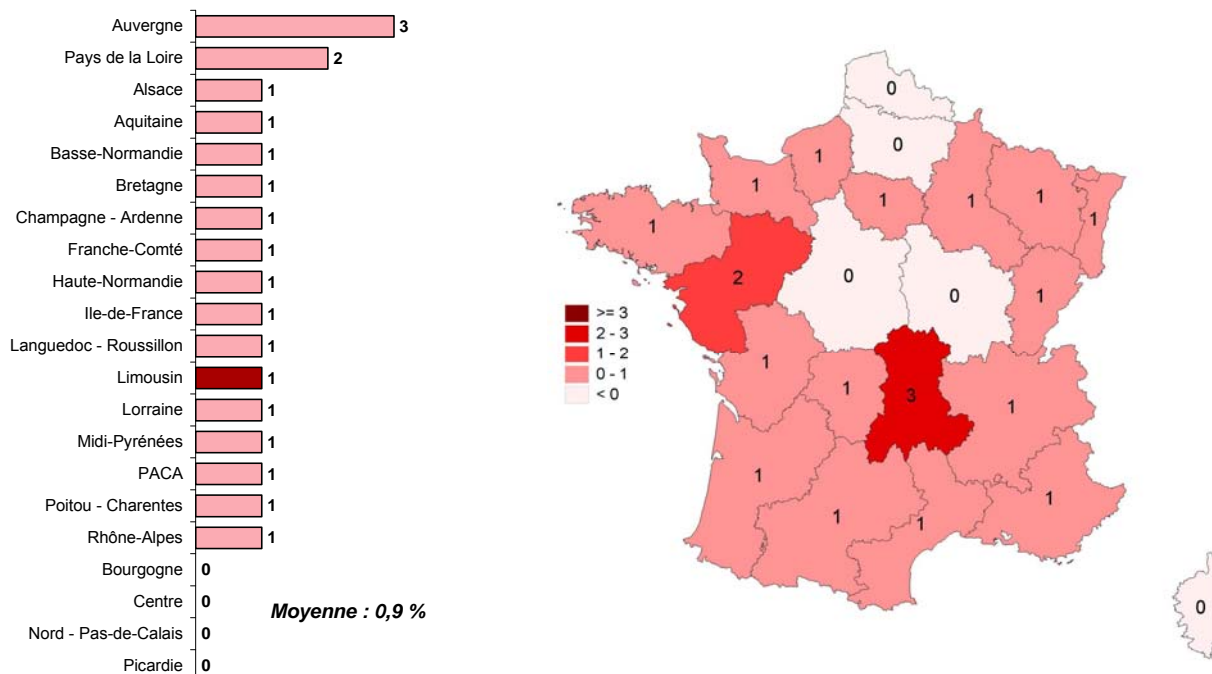 Auvergne 3
Pays de la Loire 2
Alsace 1
Aquitaine 1
Basse-Normandie 1
Bretagne 1
Champagne - Ardenne 1
Franche-Comté 1
Haute-Normandie 1
Ile-de-France 1
Languedoc - Roussillon 1
Limousin 1
Lorraine 1
Midi-Pyrénées 1
PACA 1
Poitou - Charentes 1
Rhône-Alpes 1
Bourgogne 0
Centre 0
Nord - Pas-de-Calais 0
Picardie 0
Moyenne : 0,9 %
0
0
1
1
1
1
1
1
1
2
0
0
1
>= 3
2 - 3
1 - 2
0 - 1
< 0
1
1
3
1
1
1
1
1
0